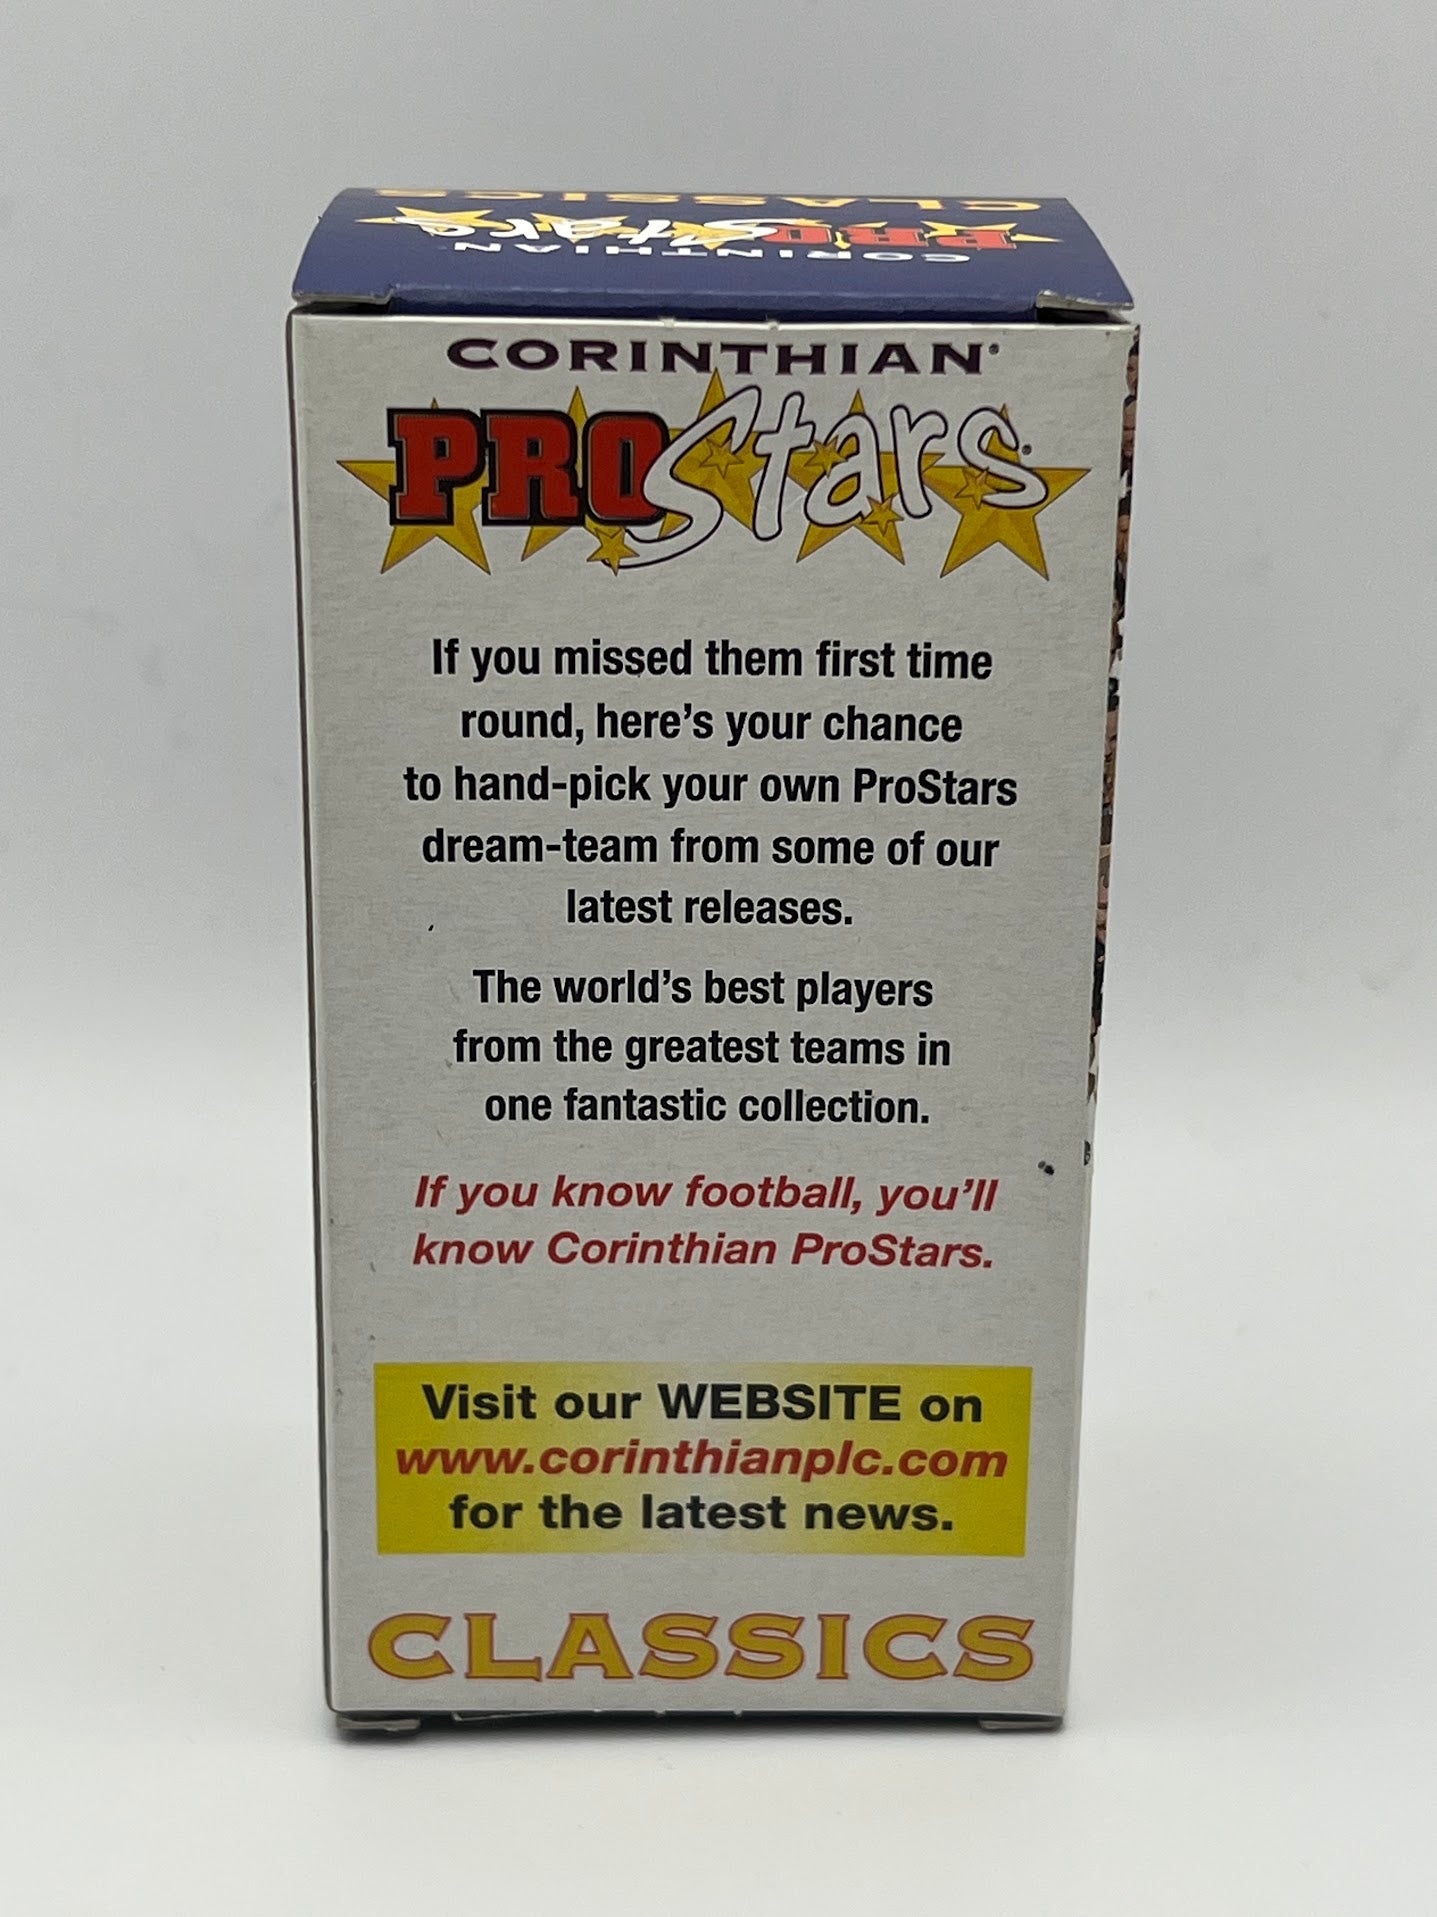 CLASSICS
PRO Stars
CORINTHIAN
CORINTHIAN®
PRO Stars
If you missed them first time
round, here's your chance
to hand-pick your own ProStars
dream-team from some of our
latest releases.
The world's best players
from the greatest teams in
one fantastic collection.
If you know football, you'll
know Corinthian ProStars.
Visit our WEBSITE on
www.corinthianplc.com
for the latest news.
CLASSICS